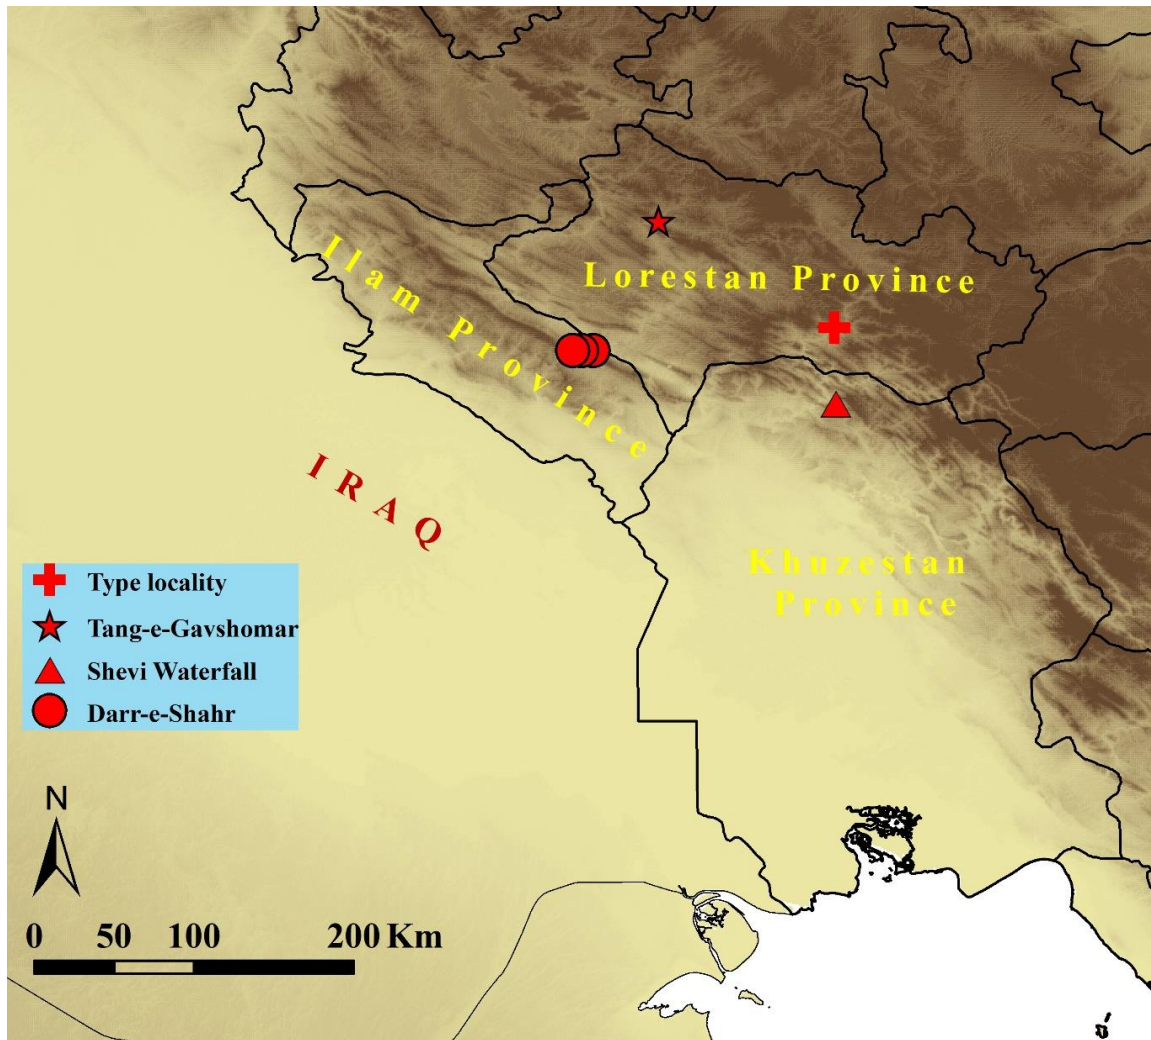 Ilam Province
Lorestan Province
IRAQ
Khuzestan
Province
Type locality
Tang-e-Gavshomar
Shevi Waterfall
Darr-e-Shahr
N
0 50 100 200 Km